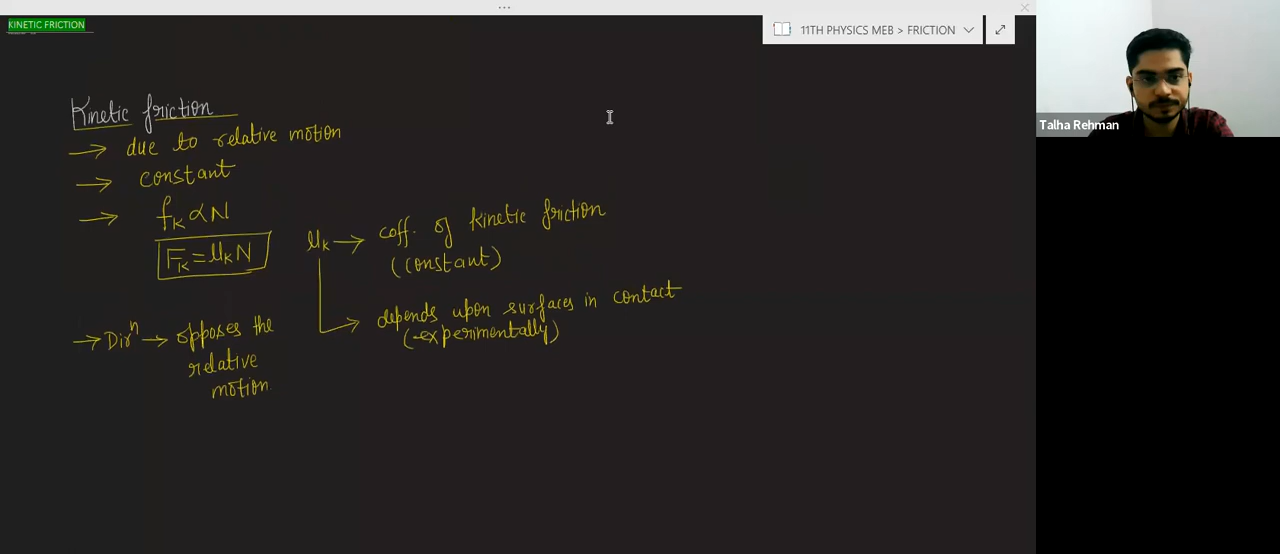 KINETIC FRICTION
11TH PHYSICS MEB > FRICTION
Talha Rehman
Kinetic friction
→ due to relative motion
→ constant
→ fK ∝ N
FK = μK N
μK → coff. of kinetic friction
(constant)
→ depends upon surfaces in contact
(experimentally)
→ Dirⁿ → opposes the
relative
motion